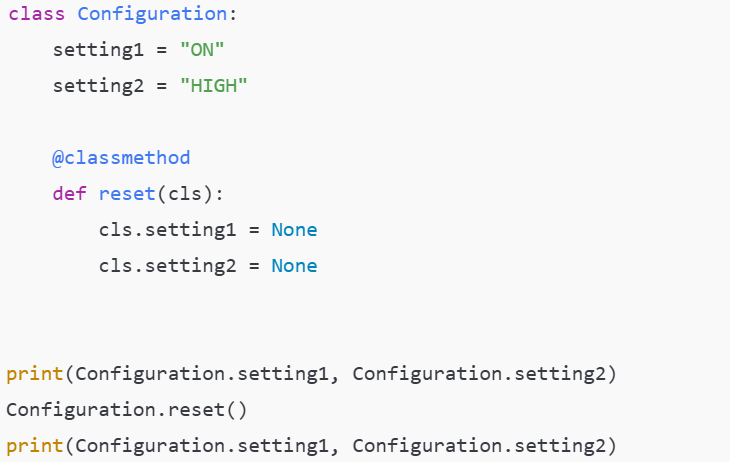 class Configuration:
    setting1 = "ON"
    setting2 = "HIGH"

    @classmethod
    def reset(cls):
        cls.setting1 = None
        cls.setting2 = None


print(Configuration.setting1, Configuration.setting2)
Configuration.reset()
print(Configuration.setting1, Configuration.setting2)